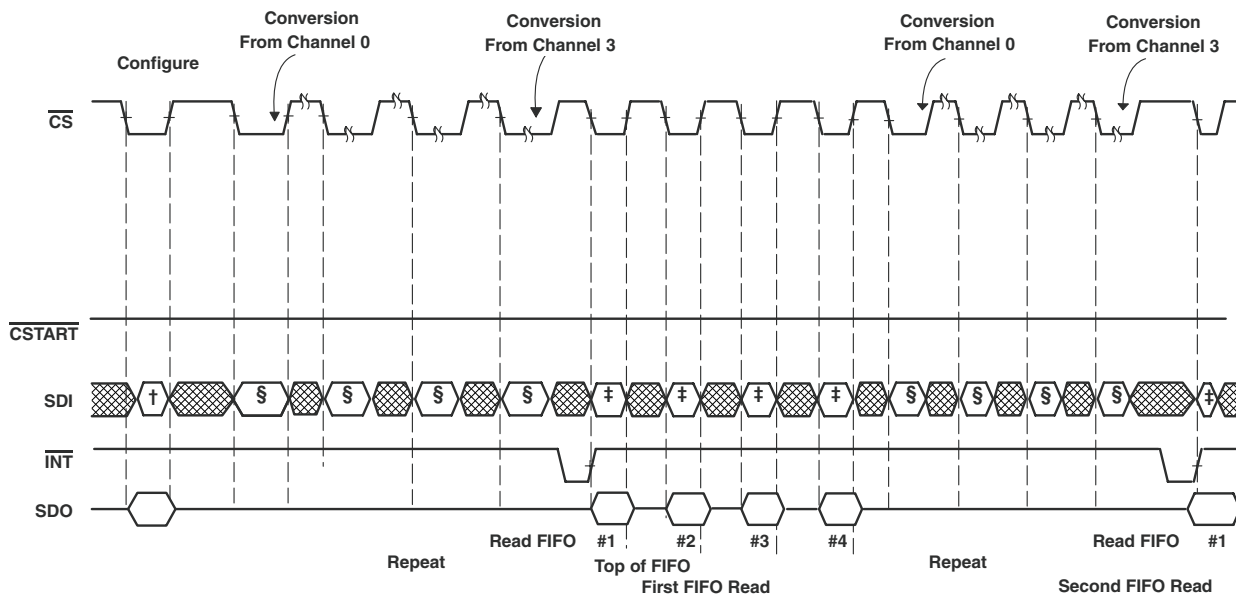 Conversion
From Channel 0
Conversion
From Channel 3
Conversion
From Channel 0
Conversion
From Channel 3
Configure
CS
CSTART
SDI † § § § § ‡ ‡ ‡ ‡ § § § § ‡
INT
SDO
Read FIFO #1 #2 #3 #4 Read FIFO #1
Repeat Top of FIFO Repeat
First FIFO Read Second FIFO Read